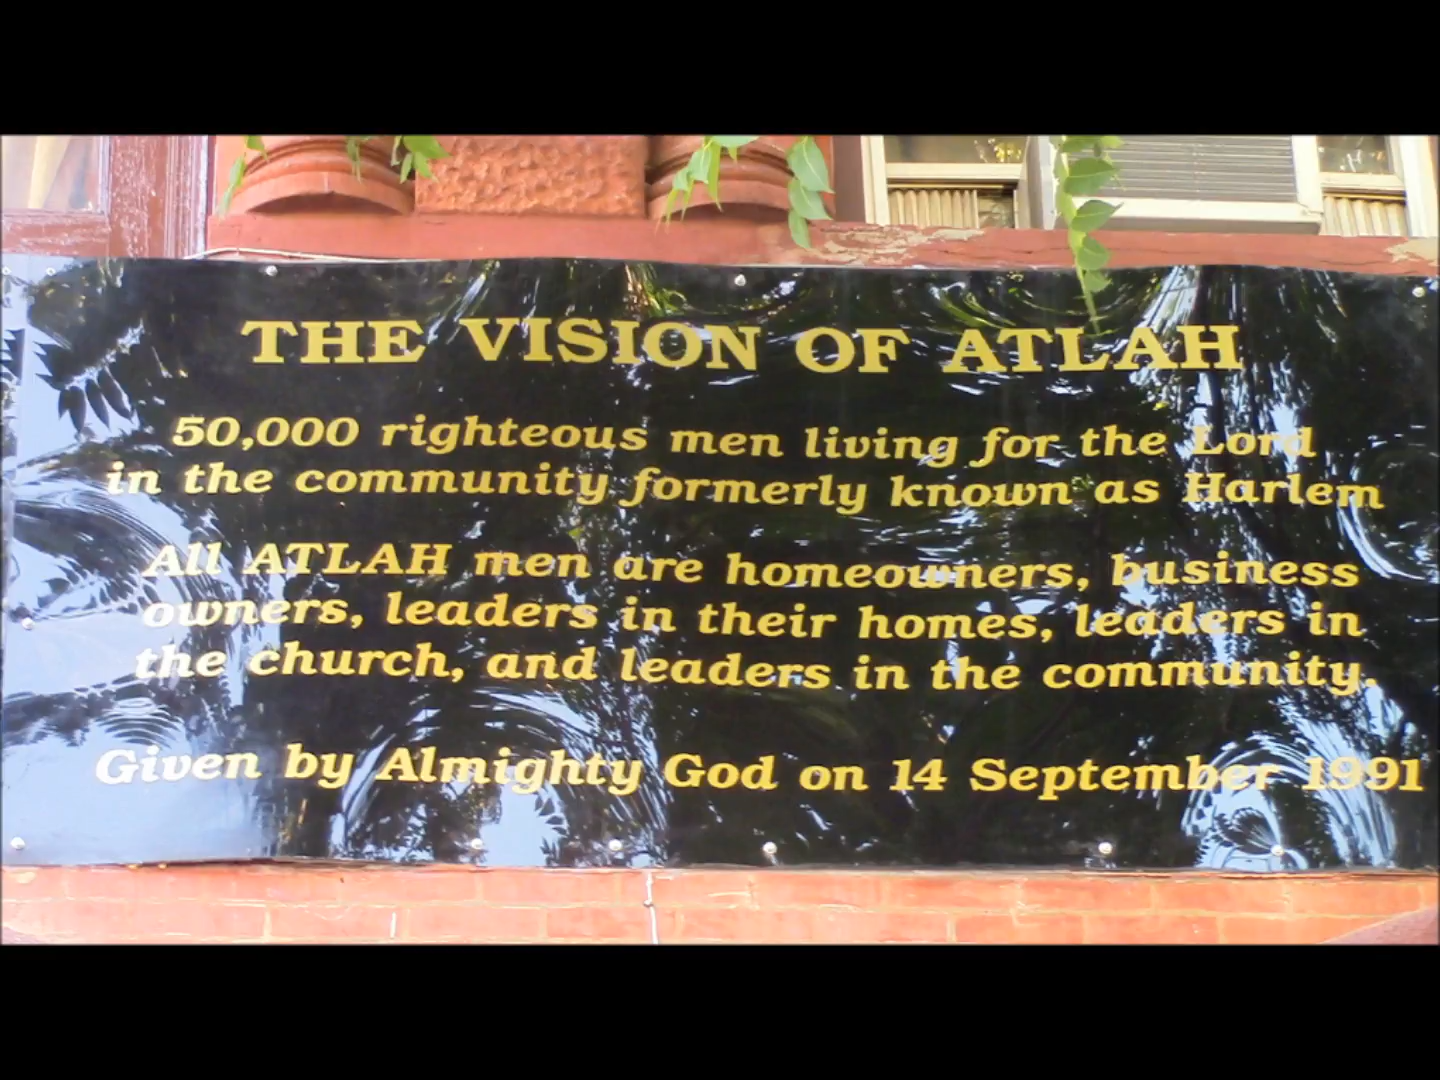 THE VISION OF ATLAH
50,000 righteous men living for the Lord
in the community formerly known as Harlem
All ATLAH men are homeowners, business
owners, leaders in their homes, leaders in
the church, and leaders in the community.
Given by Almighty God on 14 September 1991